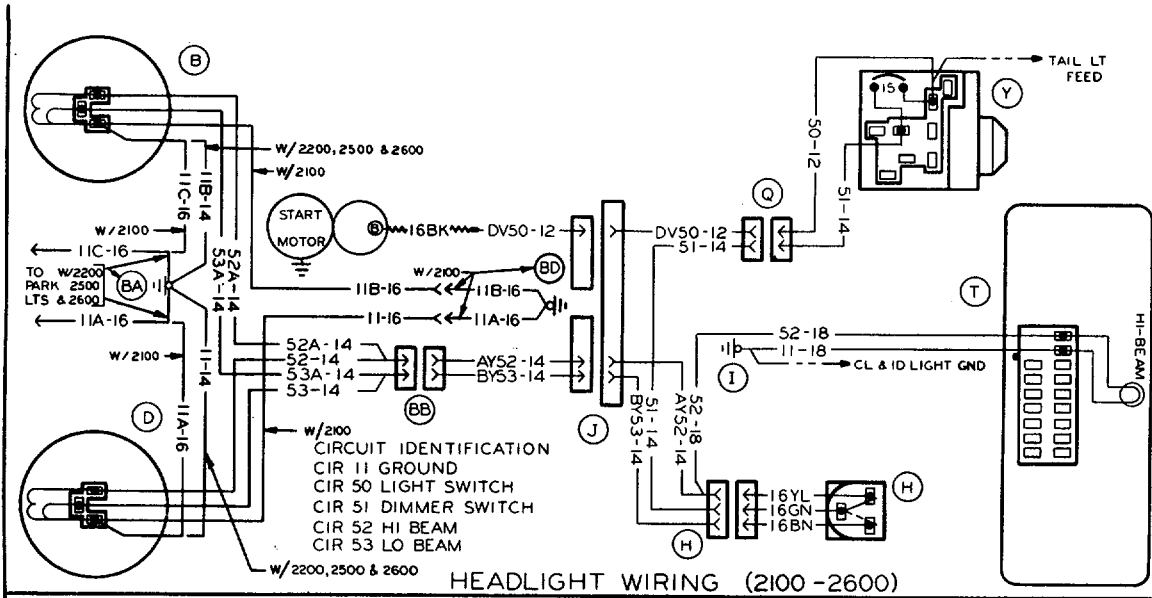 B
W/2200, 2500 & 2600
W/2100
11C-16
11B-14
W/2100
11C-16
TO W/2200
PARK 2500
LTS & 2600
BA
11A-16
W/2100
53A-14
52A-14
11-14
11A-16
START
MOTOR
B
16BK
DV50-12
W/2100
BD
11B-16
11B-16
11-16
11A-16
52A-14
52-14
53A-14
53-14
AY52-14
BY53-14
BB
J
DV50-12
51-14
Q
50-12
51-14
15
TAIL LT
FEED
Y
T
52-18
11-18
I
CL & ID LIGHT GND
HI-BEAM
BY53-14
51-14
AY52-14
52-18
H
16YL
16GN
16BN
H
D
W/2100
CIRCUIT IDENTIFICATION
CIR 11 GROUND
CIR 50 LIGHT SWITCH
CIR 51 DIMMER SWITCH
CIR 52 HI BEAM
CIR 53 LO BEAM
W/2200, 2500 & 2600
HEADLIGHT WIRING (2100-2600)